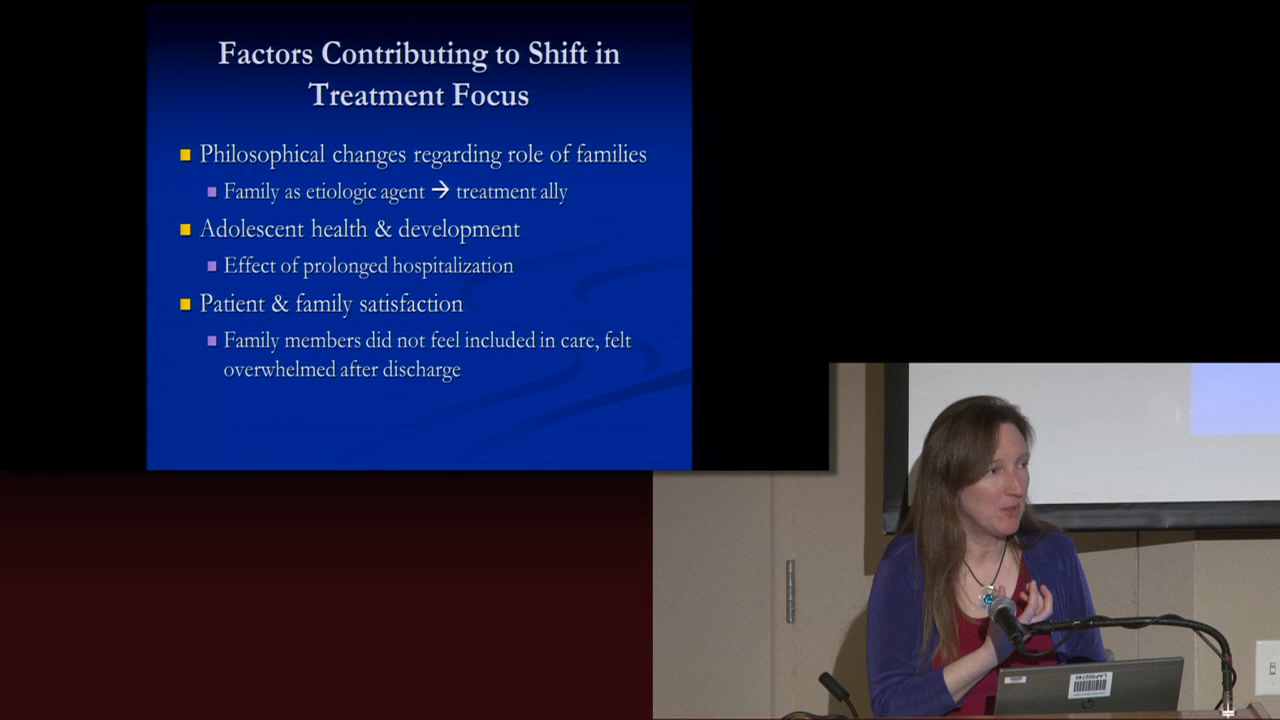 Factors Contributing to Shift in
Treatment Focus
Philosophical changes regarding role of families
Family as etiologic agent → treatment ally
Adolescent health & development
Effect of prolonged hospitalization
Patient & family satisfaction
Family members did not feel included in care, felt
overwhelmed after discharge
hp